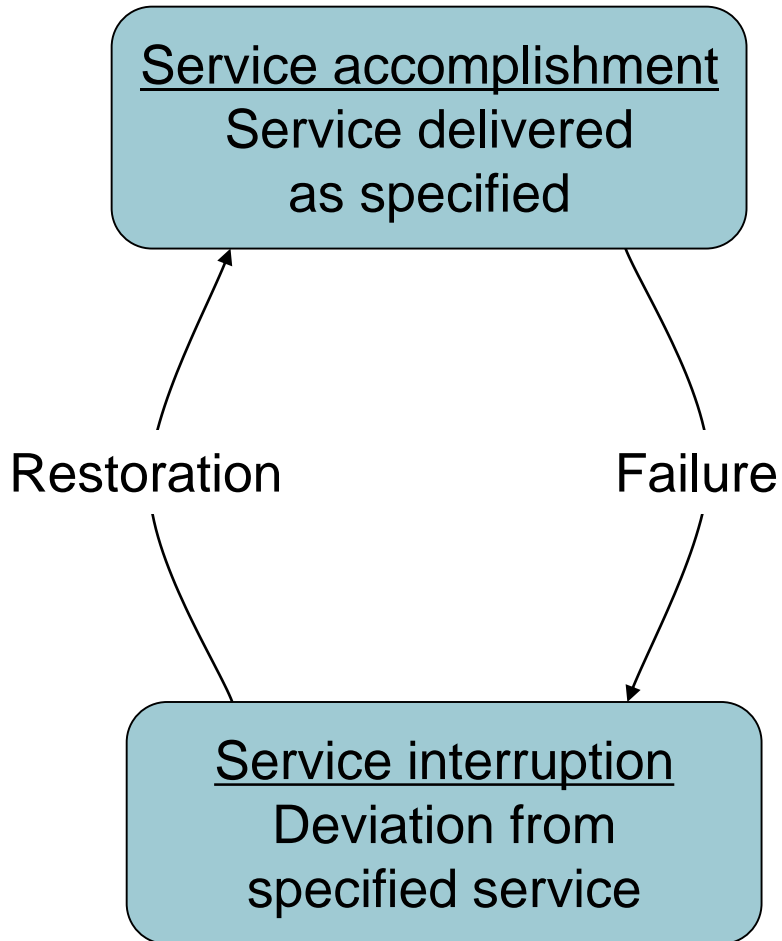 Service accomplishment
Service delivered
as specified
Restoration
Failure
Service interruption
Deviation from
specified service